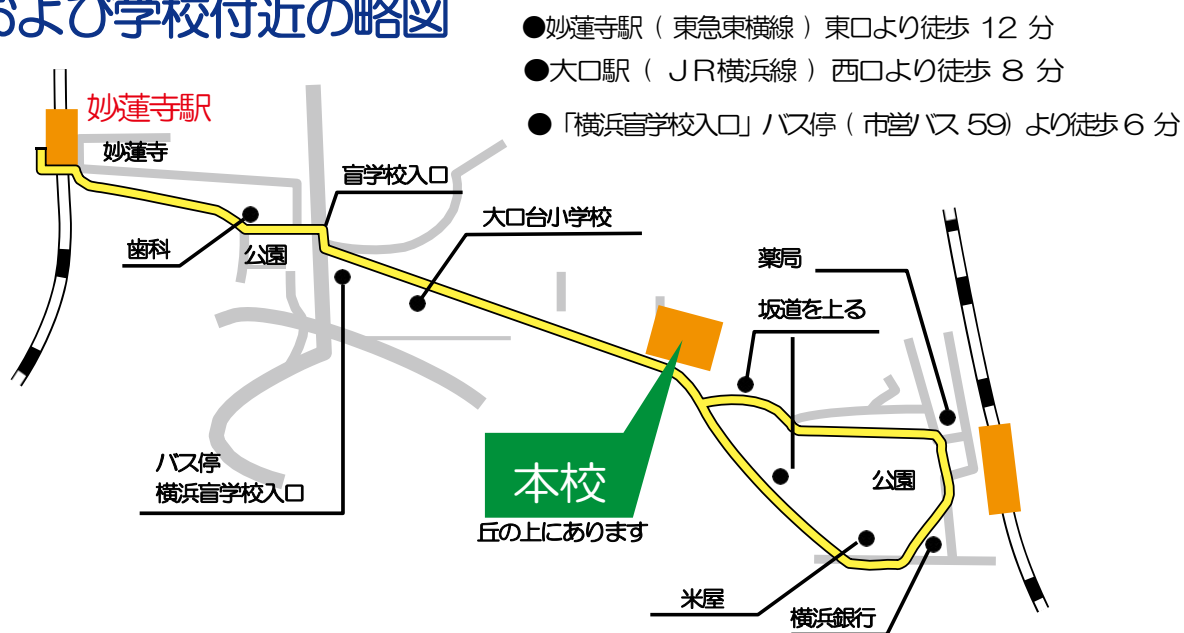 および学校付近の略図
●妙蓮寺駅（東急東横線）東口より徒歩 12 分
●大口駅（ＪＲ横浜線）西口より徒歩 8 分
●「横浜盲学校入口」バス停（市営バス 59）より徒歩 6 分
妙蓮寺駅
妙蓮寺
盲学校入口
大口台小学校
歯科
公園
薬局
坂道を上る
バス停
横浜盲学校入口
本校
丘の上にあります
公園
米屋
横浜銀行